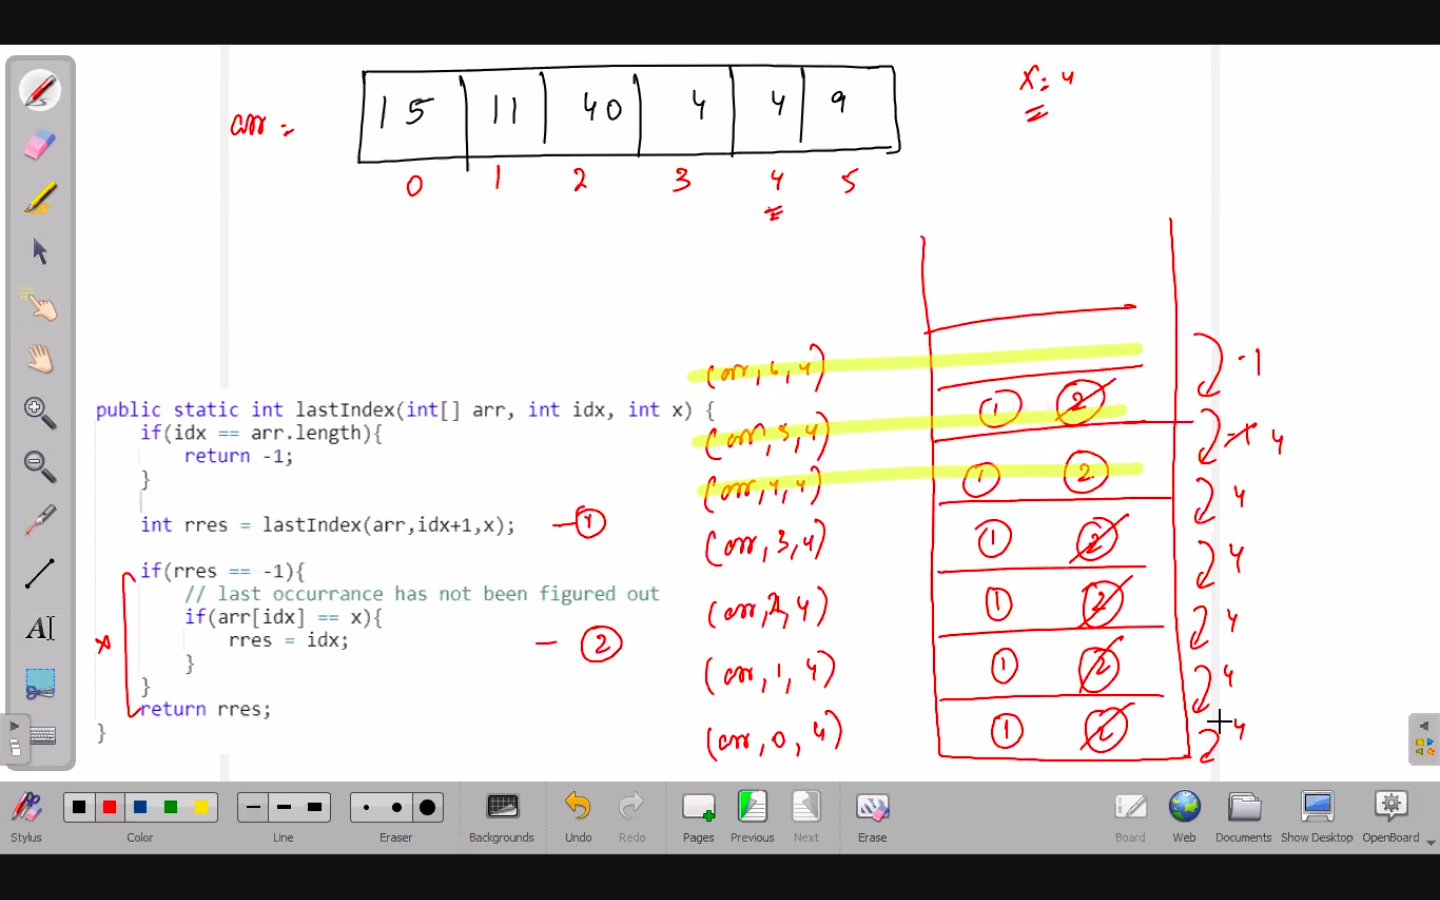 x = 4
arr =
15 11 40 4 4 9
0 1 2 3 4 5
(arr, 6, 4)
-1
1 2
(arr, 5, 4)
4
(arr, 4, 4)
1 2
4
(arr, 3, 4)
1 2
4
(arr, 2, 4)
1 2
4
(arr, 1, 4)
1 2
4
(arr, 0, 4)
1 2
4
public static int lastIndex(int[] arr, int idx, int x) {
if(idx == arr.length){
return -1;
}
int rres = lastIndex(arr,idx+1,x); - 1
if(rres == -1){
// last occurrance has not been figured out
if(arr[idx] == x){
rres = idx; - 2
}
}
return rres;
}
A
Stylus Color Line Eraser Backgrounds Undo Redo Pages Previous Next Erase Board Web Documents Show Desktop OpenBoard